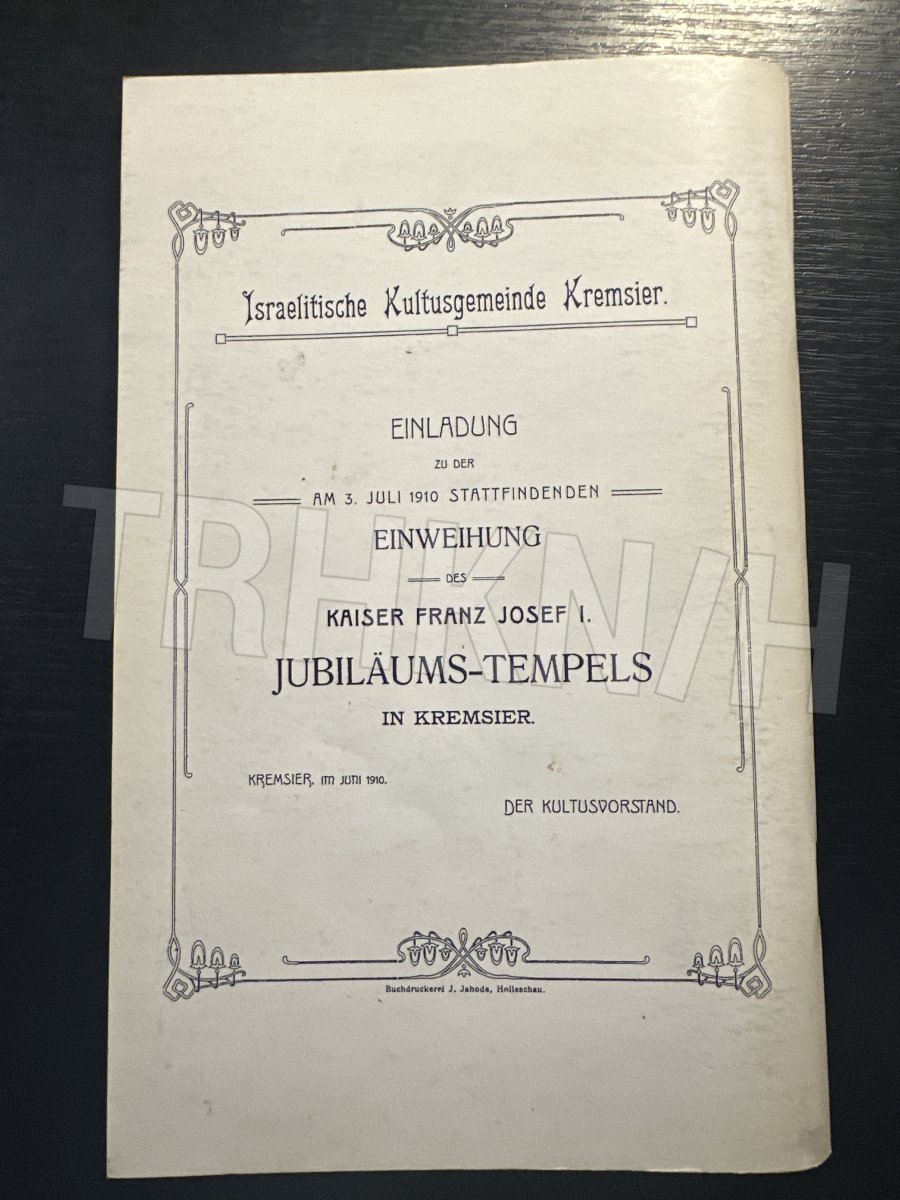 Israelitische Kultusgemeinde Kremsier.
EINLADUNG
ZU DER
AM 3. JULI 1910 STATTFINDENDEN
EINWEIHUNG
DES
KAISER FRANZ JOSEF I.
JUBILÄUMS-TEMPELS
IN KREMSIER.
KREMSIER, IM JUNI 1910.
DER KULTUSVORSTAND.
Buchdruckerei J. Jahoda, Holleschau.
TRHKN/H